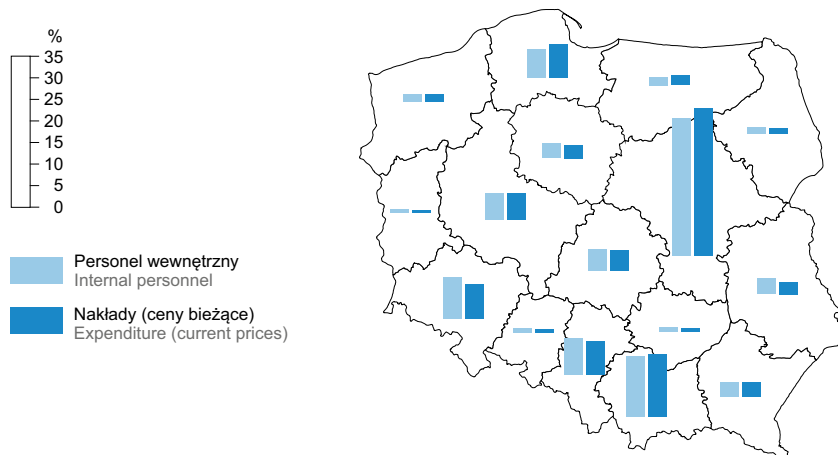 %
35
30
25
20
15
10
5
0
Personel wewnętrzny
Internal personnel
Nakłady (ceny bieżące)
Expenditure (current prices)